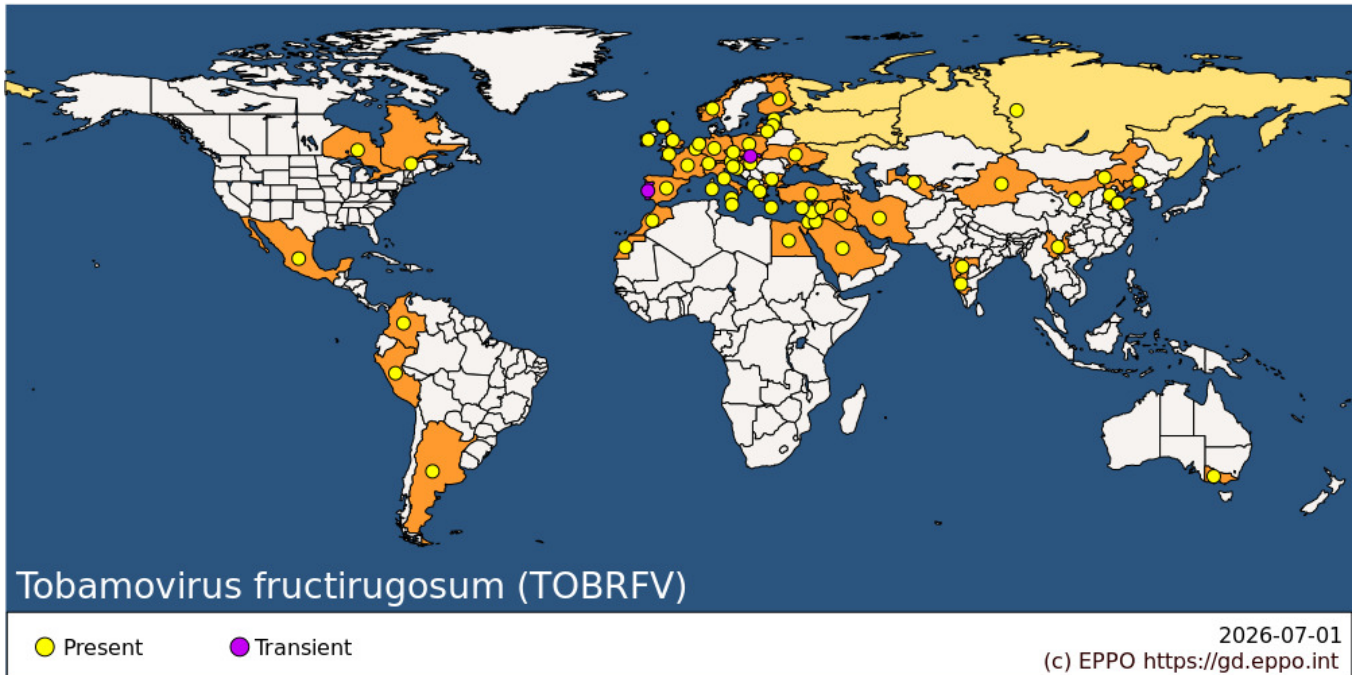 Tobamovirus fructirugosum (TOBRFV)
Present
Transient
2026-07-01
(c) EPPO https://gd.eppo.int